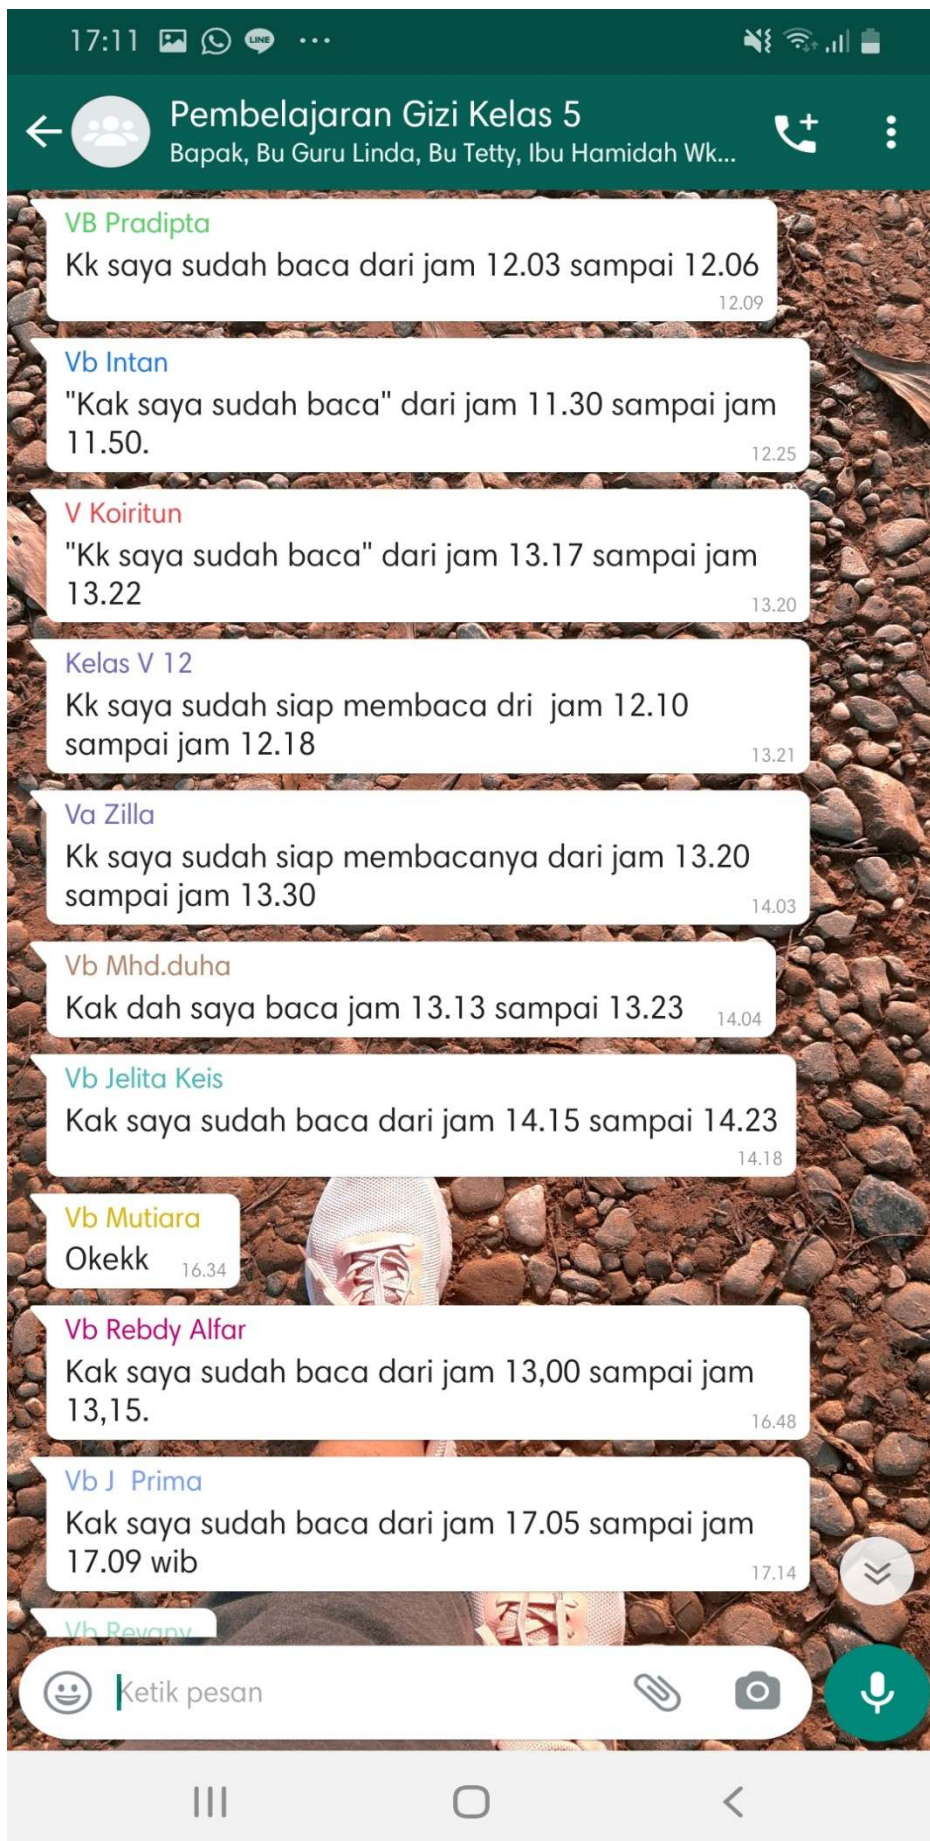 17:11 LINE ...
Pembelajaran Gizi Kelas 5
Bapak, Bu Guru Linda, Bu Tetty, Ibu Hamidah Wk...
VB Pradipta
Kk saya sudah baca dari jam 12.03 sampai 12.06
12.09
Vb Intan
"Kak saya sudah baca" dari jam 11.30 sampai jam
11.50.
12.25
V Koiritun
"Kk saya sudah baca" dari jam 13.17 sampai jam
13.22
13.20
Kelas V 12
Kk saya sudah siap membaca dri jam 12.10
sampai jam 12.18
13.21
Va Zilla
Kk saya sudah siap membacanya dari jam 13.20
sampai jam 13.30
14.03
Vb Mhd.duha
Kak dah saya baca jam 13.13 sampai 13.23
14.04
Vb Jelita Keis
Kak saya sudah baca dari jam 14.15 sampai 14.23
14.18
Vb Mutiara
Okekk
16.34
Vb Rebdy Alfar
Kak saya sudah baca dari jam 13,00 sampai jam
13,15.
16.48
Vb J Prima
Kak saya sudah baca dari jam 17.05 sampai jam
17.09 wib
17.14
Vb Revany
Ketik pesan